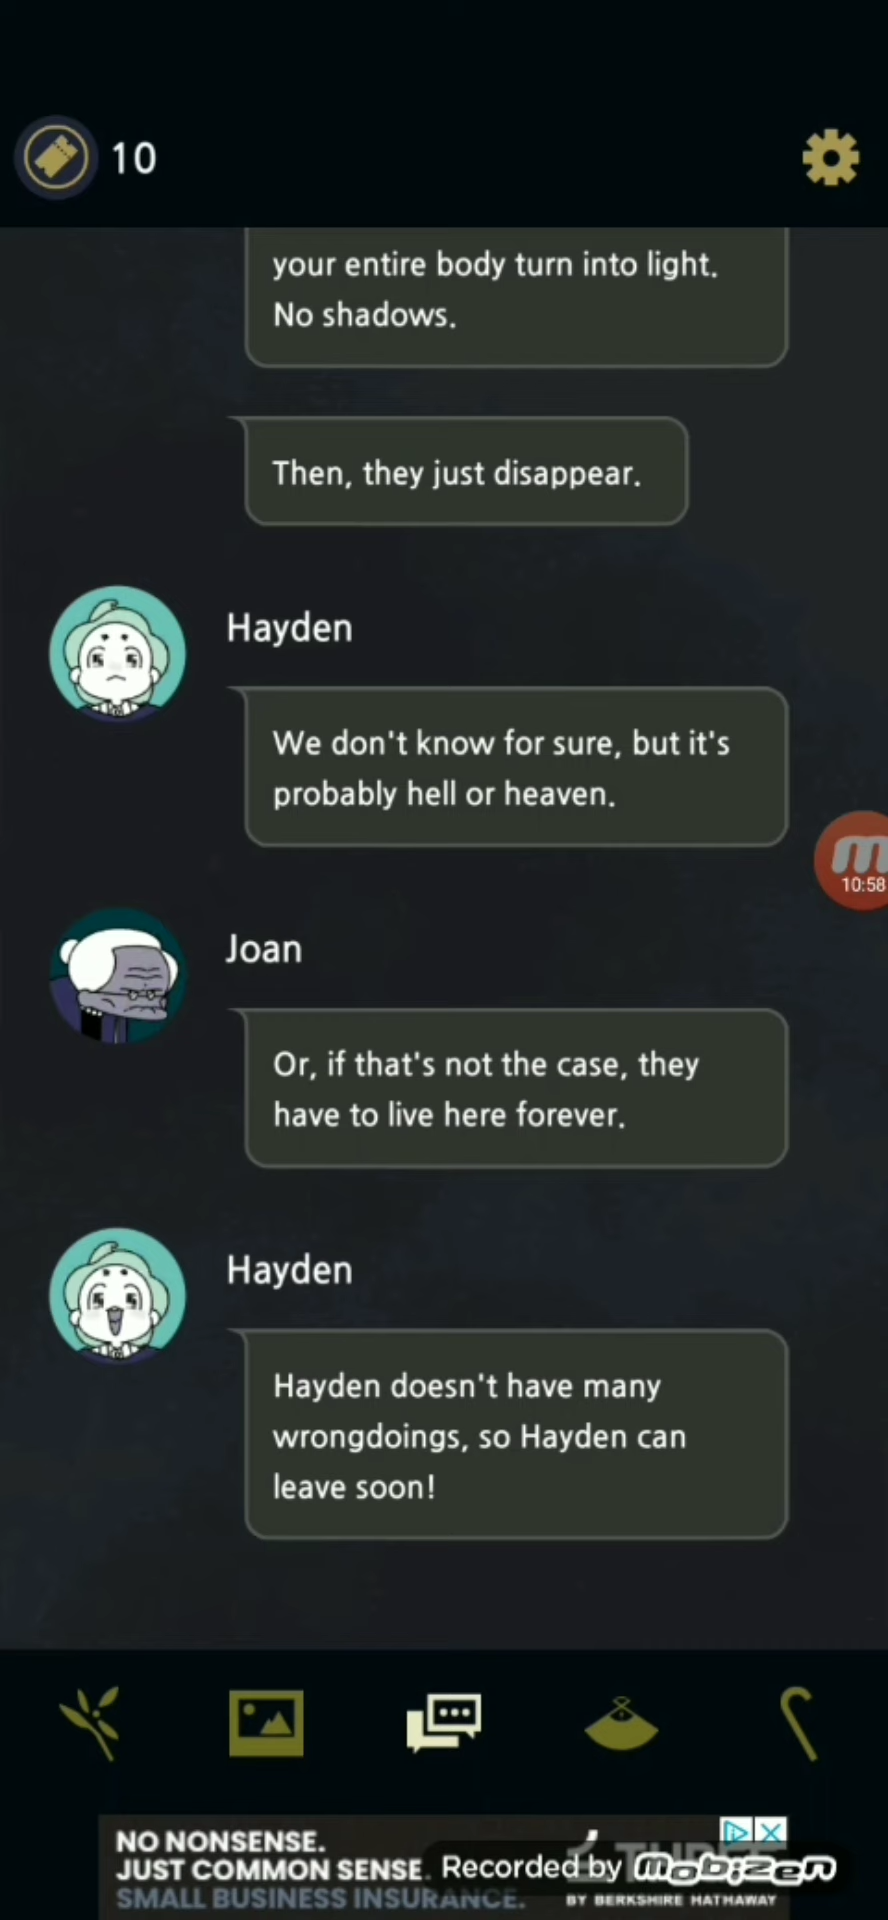 10
your entire body turn into light.
No shadows.
Then, they just disappear.
Hayden
We don't know for sure, but it's
probably hell or heaven.
10:58
Joan
Or, if that's not the case, they
have to live here forever.
Hayden
Hayden doesn't have many
wrongdoings, so Hayden can
leave soon!
NO NONSENSE.
JUST COMMON SENSE.
SMALL BUSINESS INSURANCE.
Recorded by mobizen
BY BERKSHIRE HATHAWAY